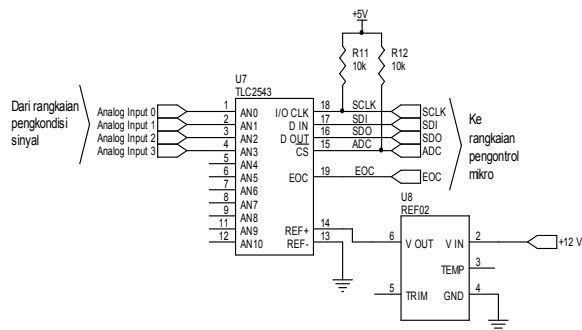 +5V
R11
10k
R12
10k
U7
TLC2543
Dari rangkaian
pengkondisi
sinyal
Analog Input 0
Analog Input 1
Analog Input 2
Analog Input 3
1 AN0
2 AN1
3 AN2
4 AN3
5 AN4
6 AN5
7 AN6
8 AN7
9 AN8
11 AN9
12 AN10
I/O CLK 18 SCLK SCLK
D IN 17 SDI SDI
D OUT 16 SDO SDO
CS 15 ADC ADC
EOC 19 EOC EOC
REF+ 14
REF- 13
Ke
rangkaian
pengontrol
mikro
U8
REF02
6 V OUT V IN 2 +12 V
TEMP 3
5 TRIM GND 4